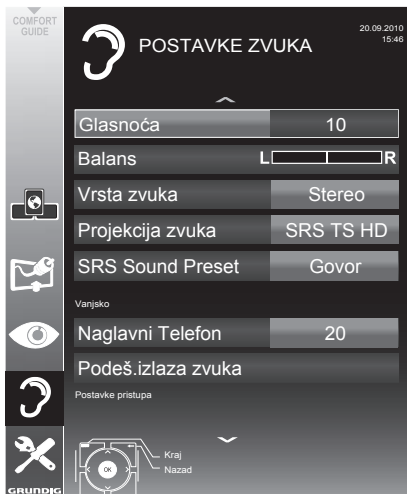 COMFORT
GUIDE
POSTAVKE ZVUKA
20.09.2010
15:46
Glasnoća 10
Balans L R
Vrsta zvuka Stereo
Projekcija zvuka SRS TS HD
SRS Sound Preset Govor
Vanjsko
Naglavni Telefon 20
Podeš.izlaza zvuka
Postavke pristupa
Kraj
OK
Nazad
GRUNDIG